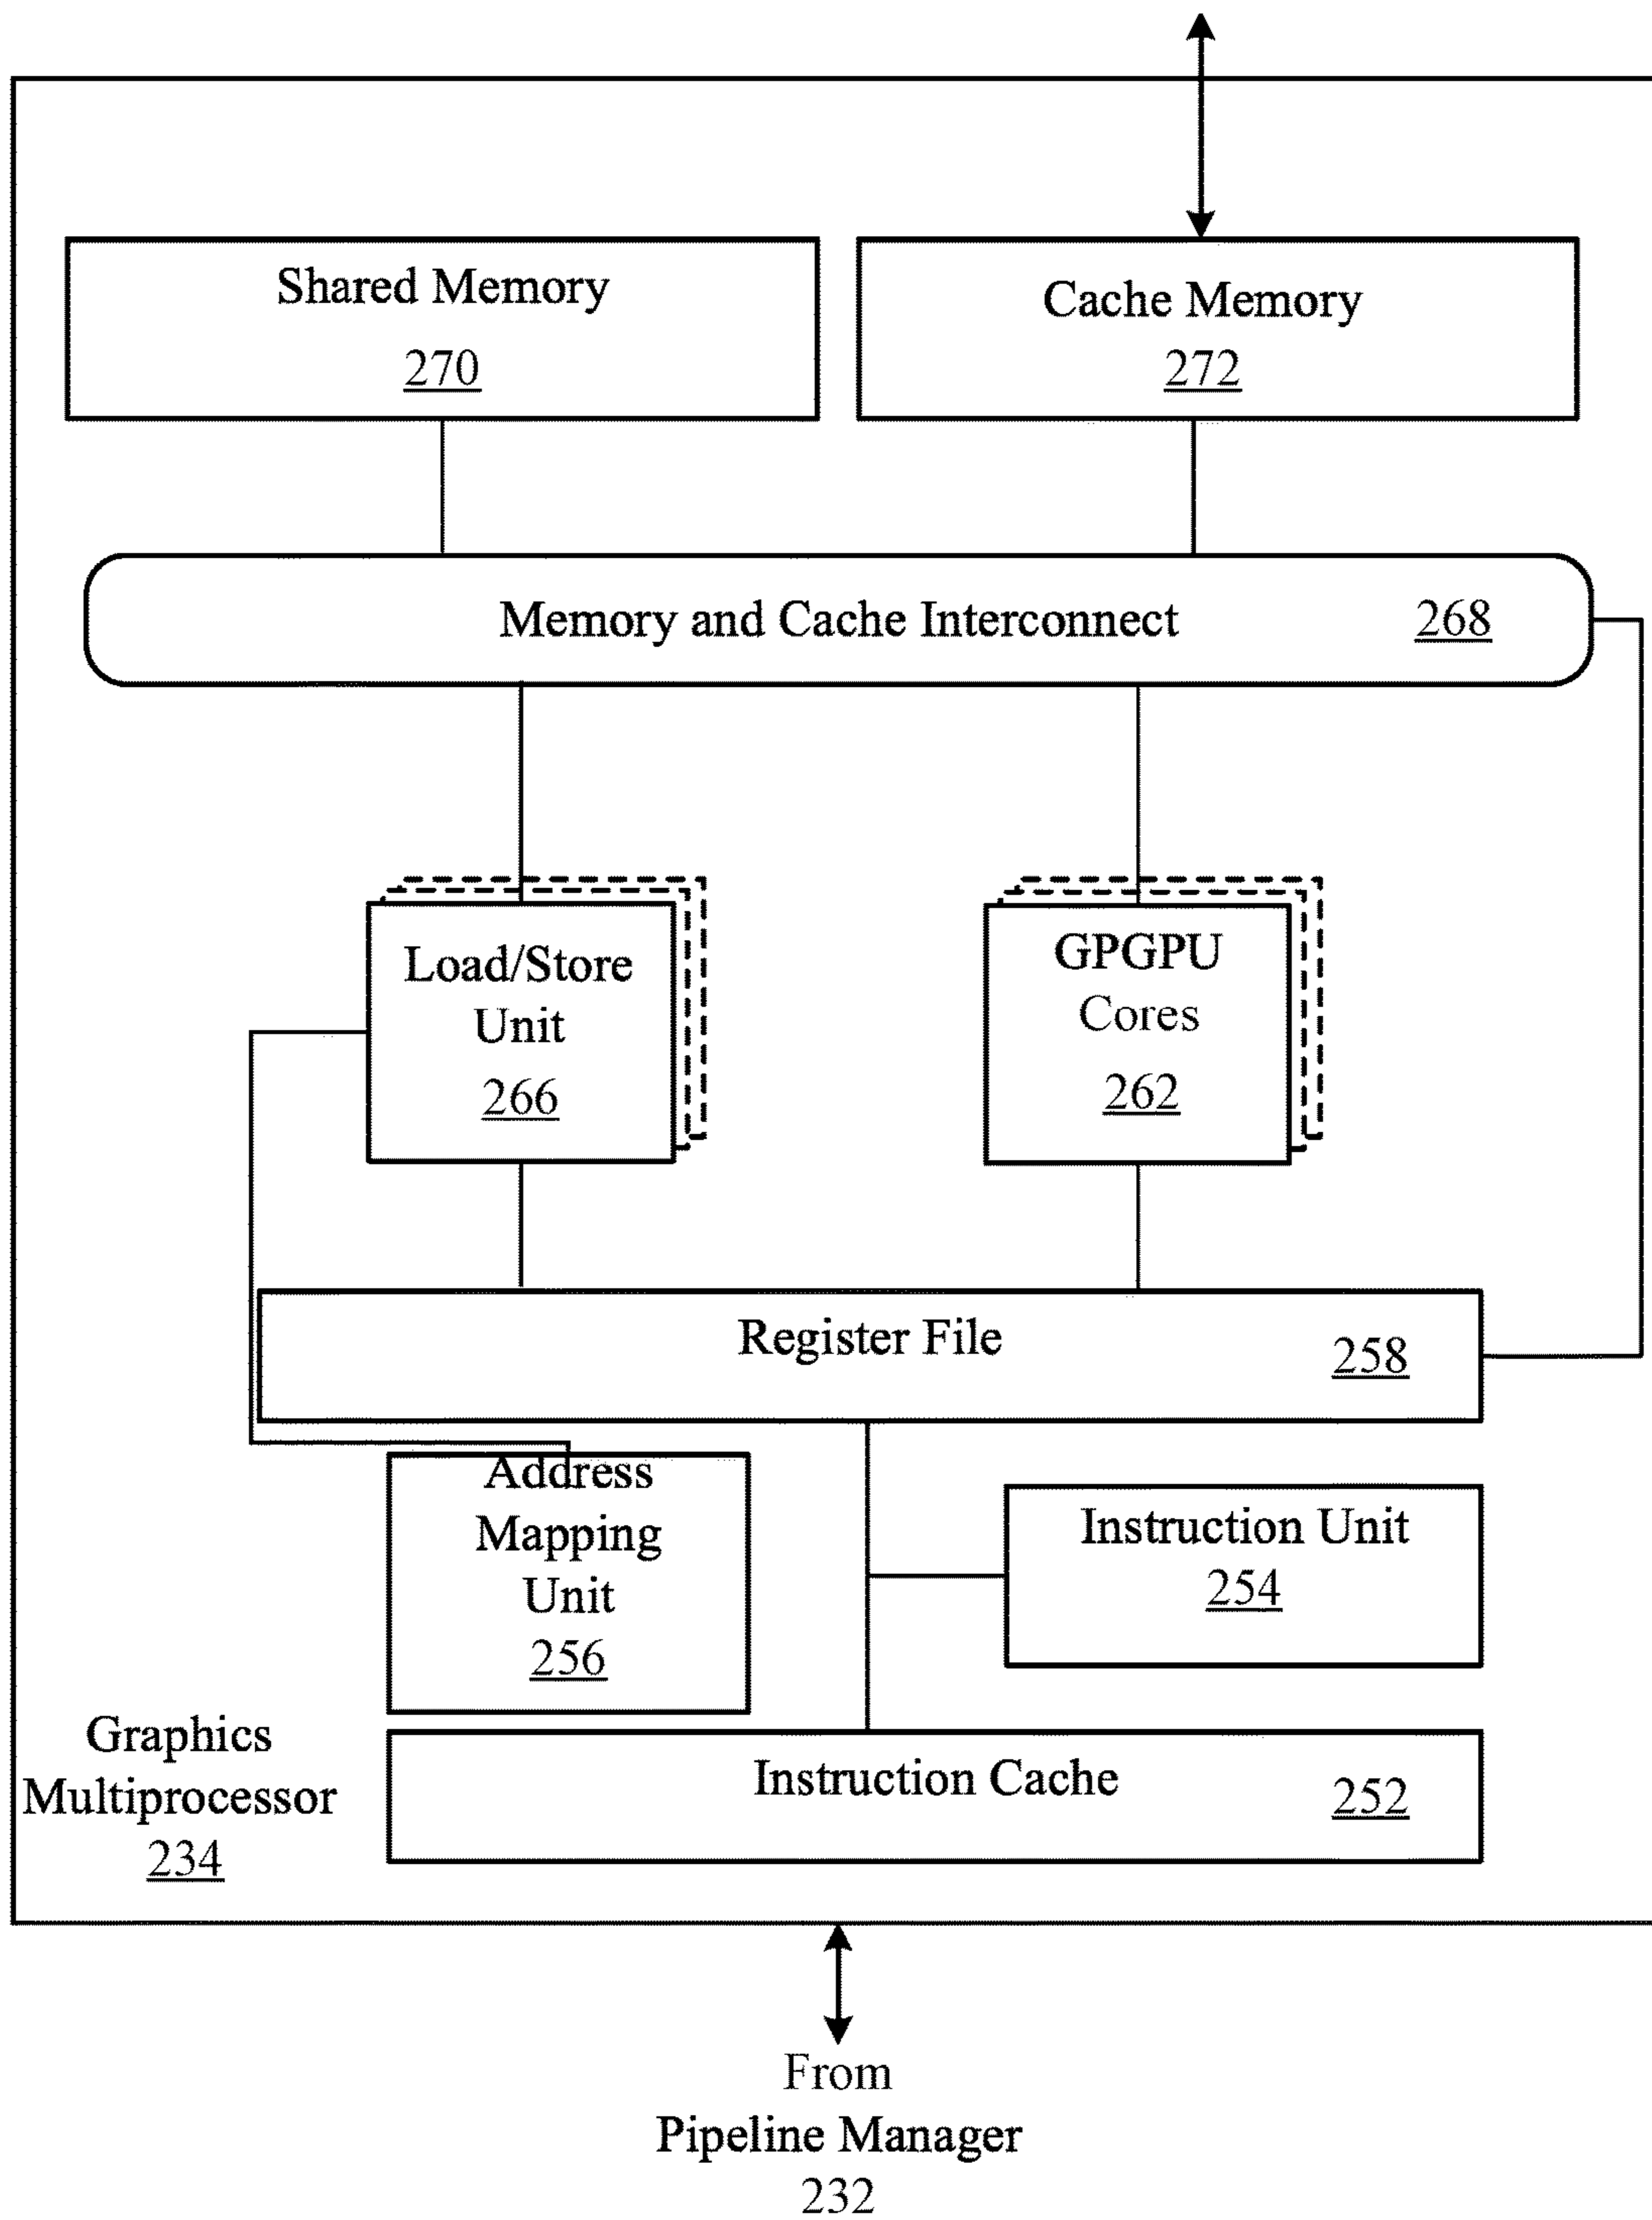 Shared Memory
270
Cache Memory
272
Memory and Cache Interconnect 268
Load/Store
Unit
266
GPGPU
Cores
262
Register File 258
Address
Mapping
Unit
256
Instruction Unit
254
Graphics
Multiprocessor
234
Instruction Cache 252
From
Pipeline Manager
232